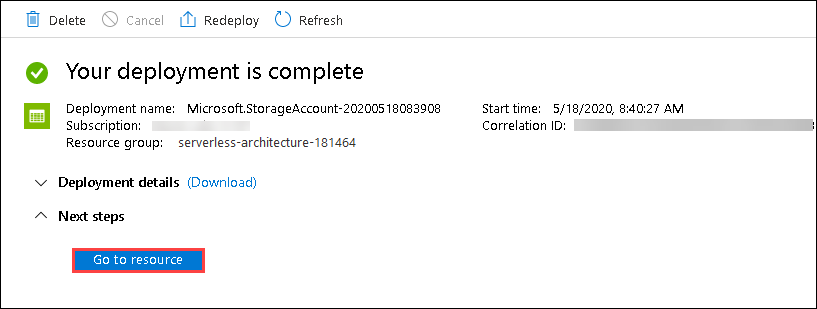 Delete Cancel Redeploy Refresh
Your deployment is complete
Deployment name: Microsoft.StorageAccount-20200518083908 Start time: 5/18/2020, 8:40:27 AM
Subscription: Correlation ID:
Resource group: serverless-architecture-181464
Deployment details (Download)
Next steps
Go to resource